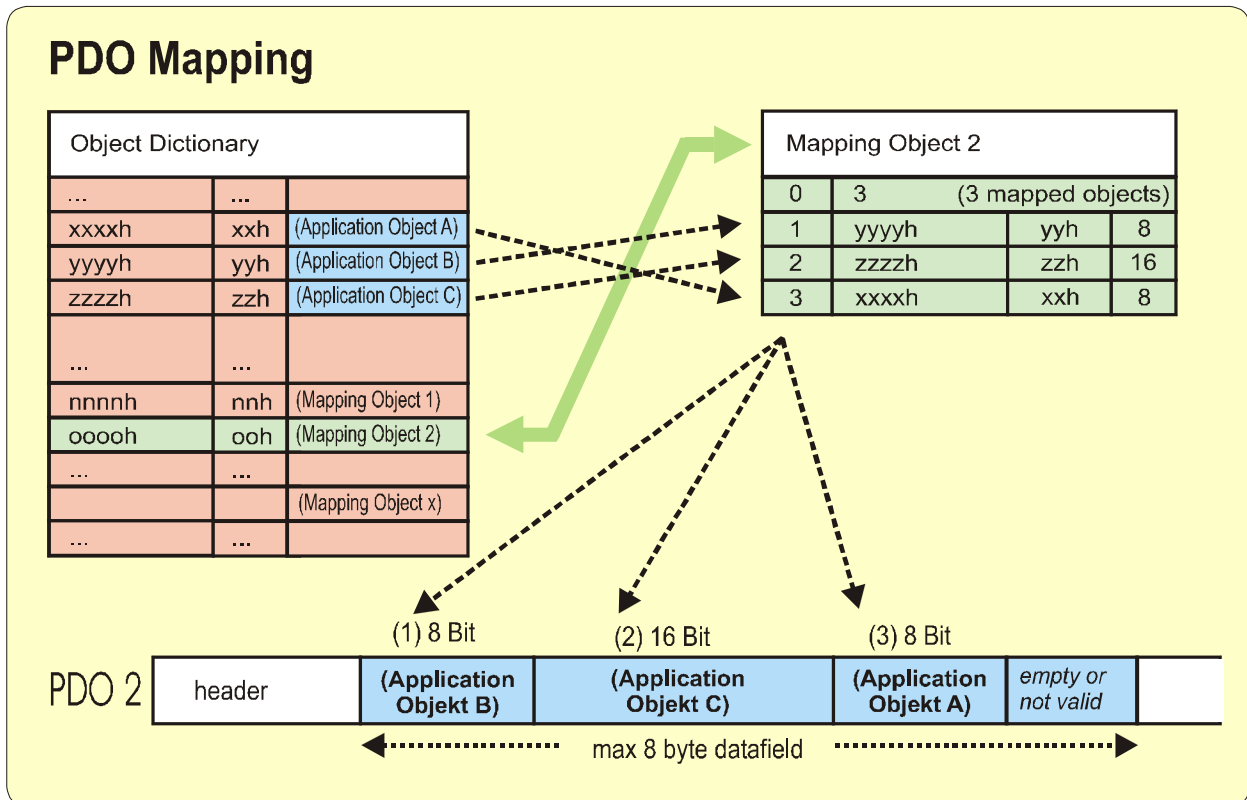 PDO Mapping
Object Dictionary
... ...
xxxxh xxh (Application Object A)
yyyyh yyh (Application Object B)
zzzzh zzh (Application Object C)
... ...
nnnnh nnh (Mapping Object 1)
ooooh ooh (Mapping Object 2)
... ...
(Mapping Object x)
... ...
Mapping Object 2
0 3 (3 mapped objects)
1 yyyyh yyh 8
2 zzzzh zzh 16
3 xxxxh xxh 8
(1) 8 Bit (2) 16 Bit (3) 8 Bit
PDO 2
header
(Application
Objekt B)
(Application
Objekt C)
(Application
Objekt A)
empty or
not valid
max 8 byte datafield